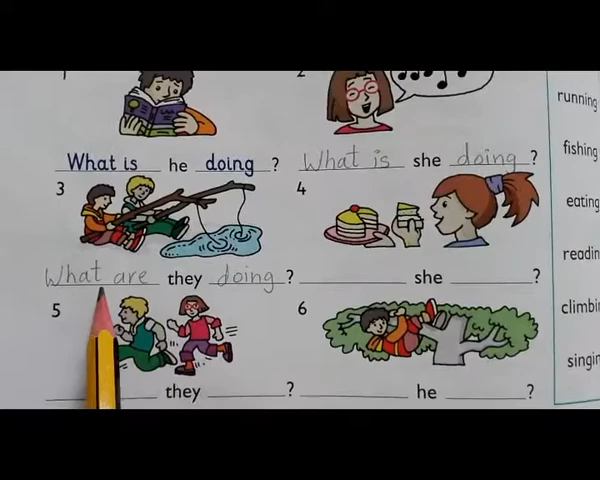 1
2
What is he doing ?
What is she doing ?
3
4
What are they doing ?
she ?
5
6
they ?
he ?
running
fishing
eating
readin
climbi
singin